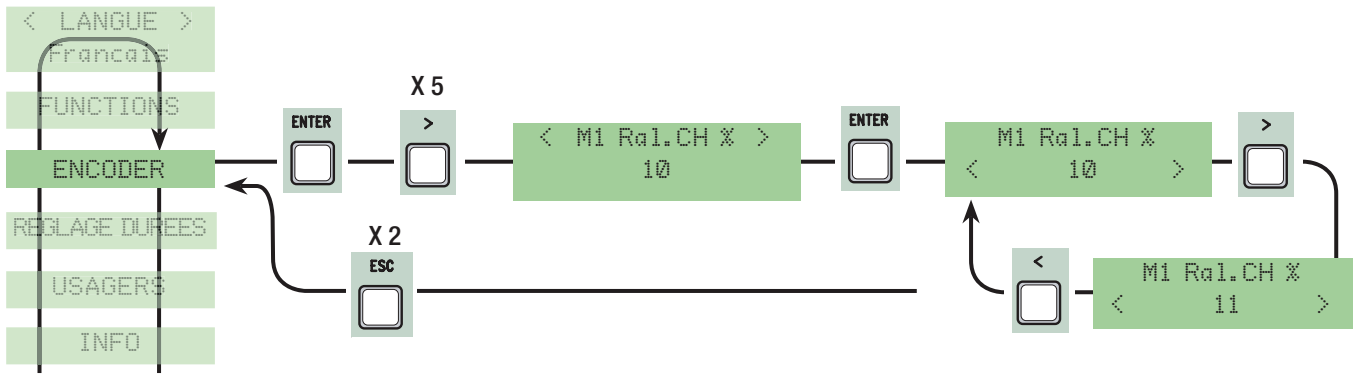 < LANGUE >
Francais
FUNCTIONS
ENCODER
REGLAGE DUREES
USAGERS
INFO
ENTER
X 5
>
< M1 Ral.CH % >
10
ENTER
M1 Ral.CH %
< 10 >
>
X 2
ESC
<
M1 Ral.CH %
< 11 >